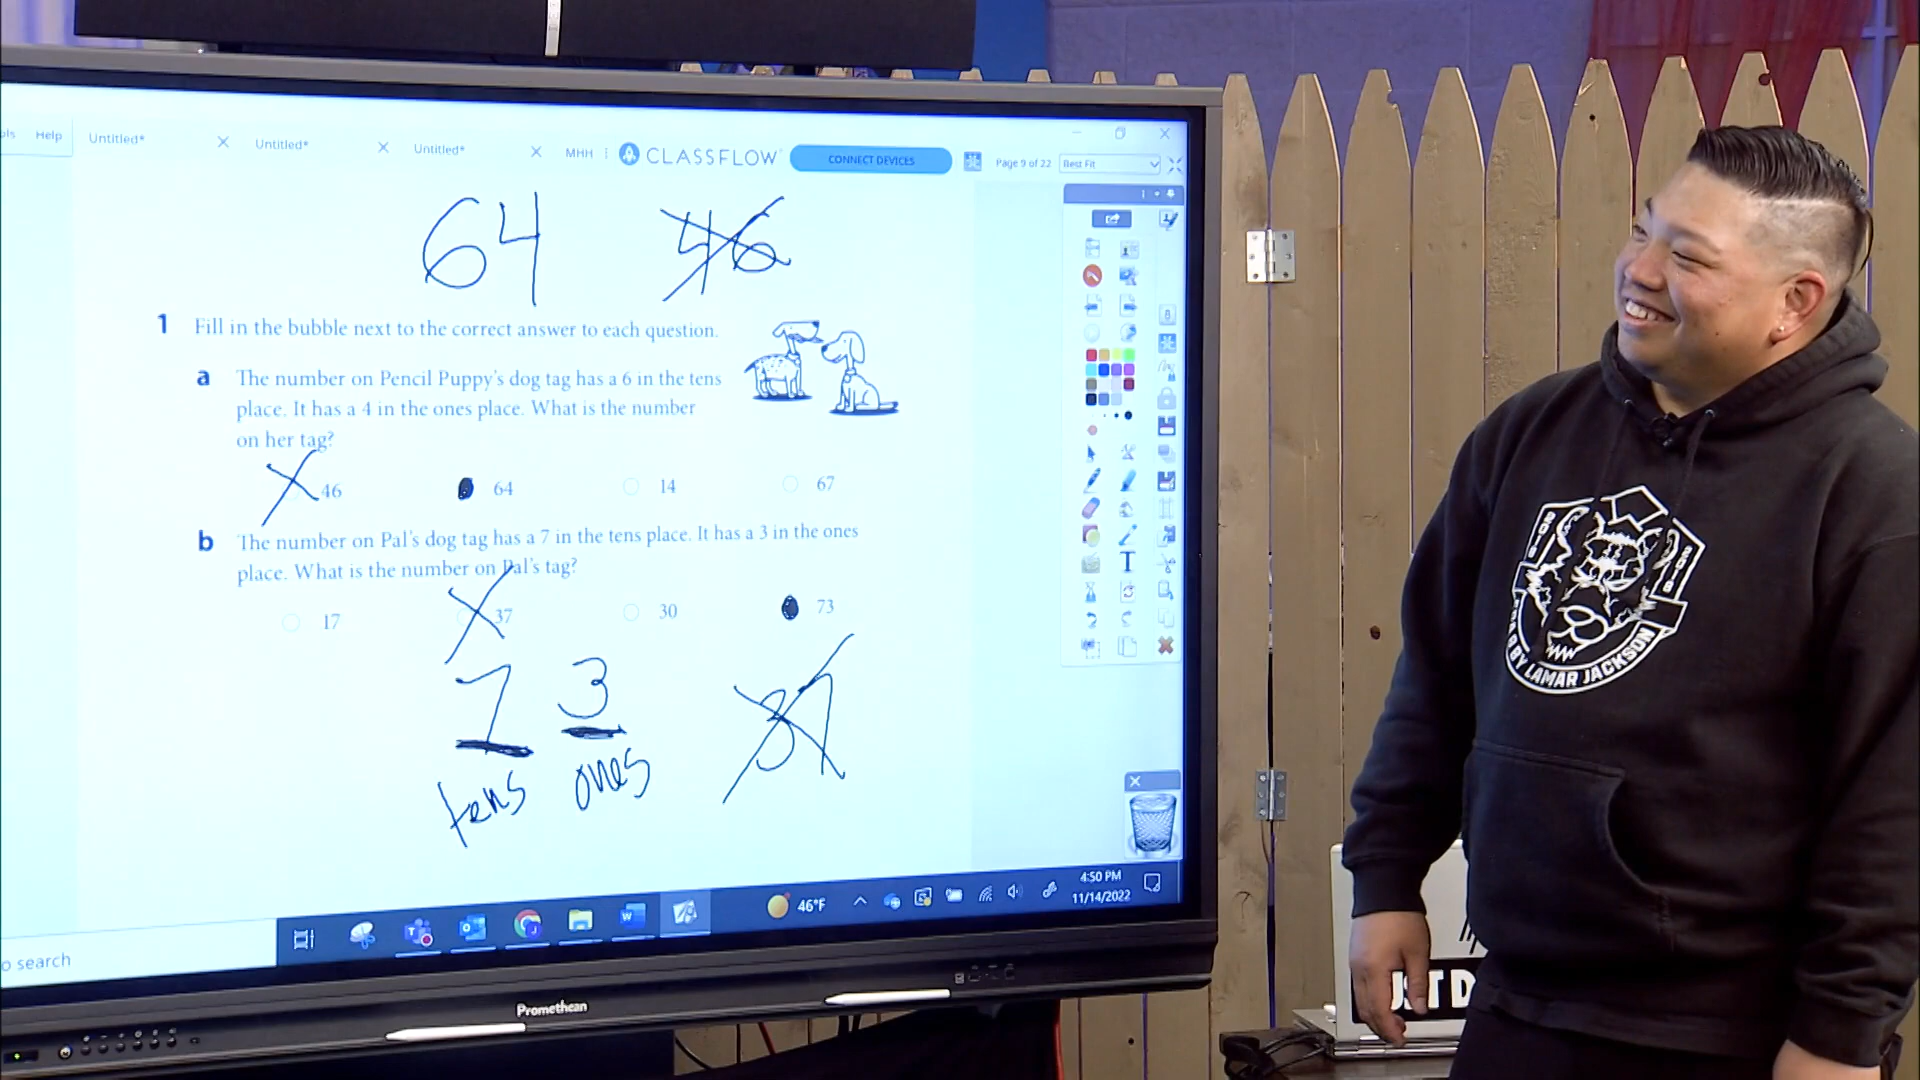 Help Untitled* Untitled* Untitled* MHH CLASSFLOW CONNECT DEVICES Page 9 of 22 Best Fit
64 46
1 Fill in the bubble next to the correct answer to each question.
a The number on Pencil Puppy's dog tag has a 6 in the tens
place. It has a 4 in the ones place. What is the number
on her tag?
46 64 14 67
b The number on Pal's dog tag has a 7 in the tens place. It has a 3 in the ones
place. What is the number on Pal's tag?
17 37 30 73
7 3 37
tens ones
46°F 4:50 PM
11/14/2022
o search
Promethean
2018 2018
BY LAMAR JACKSON
UST D